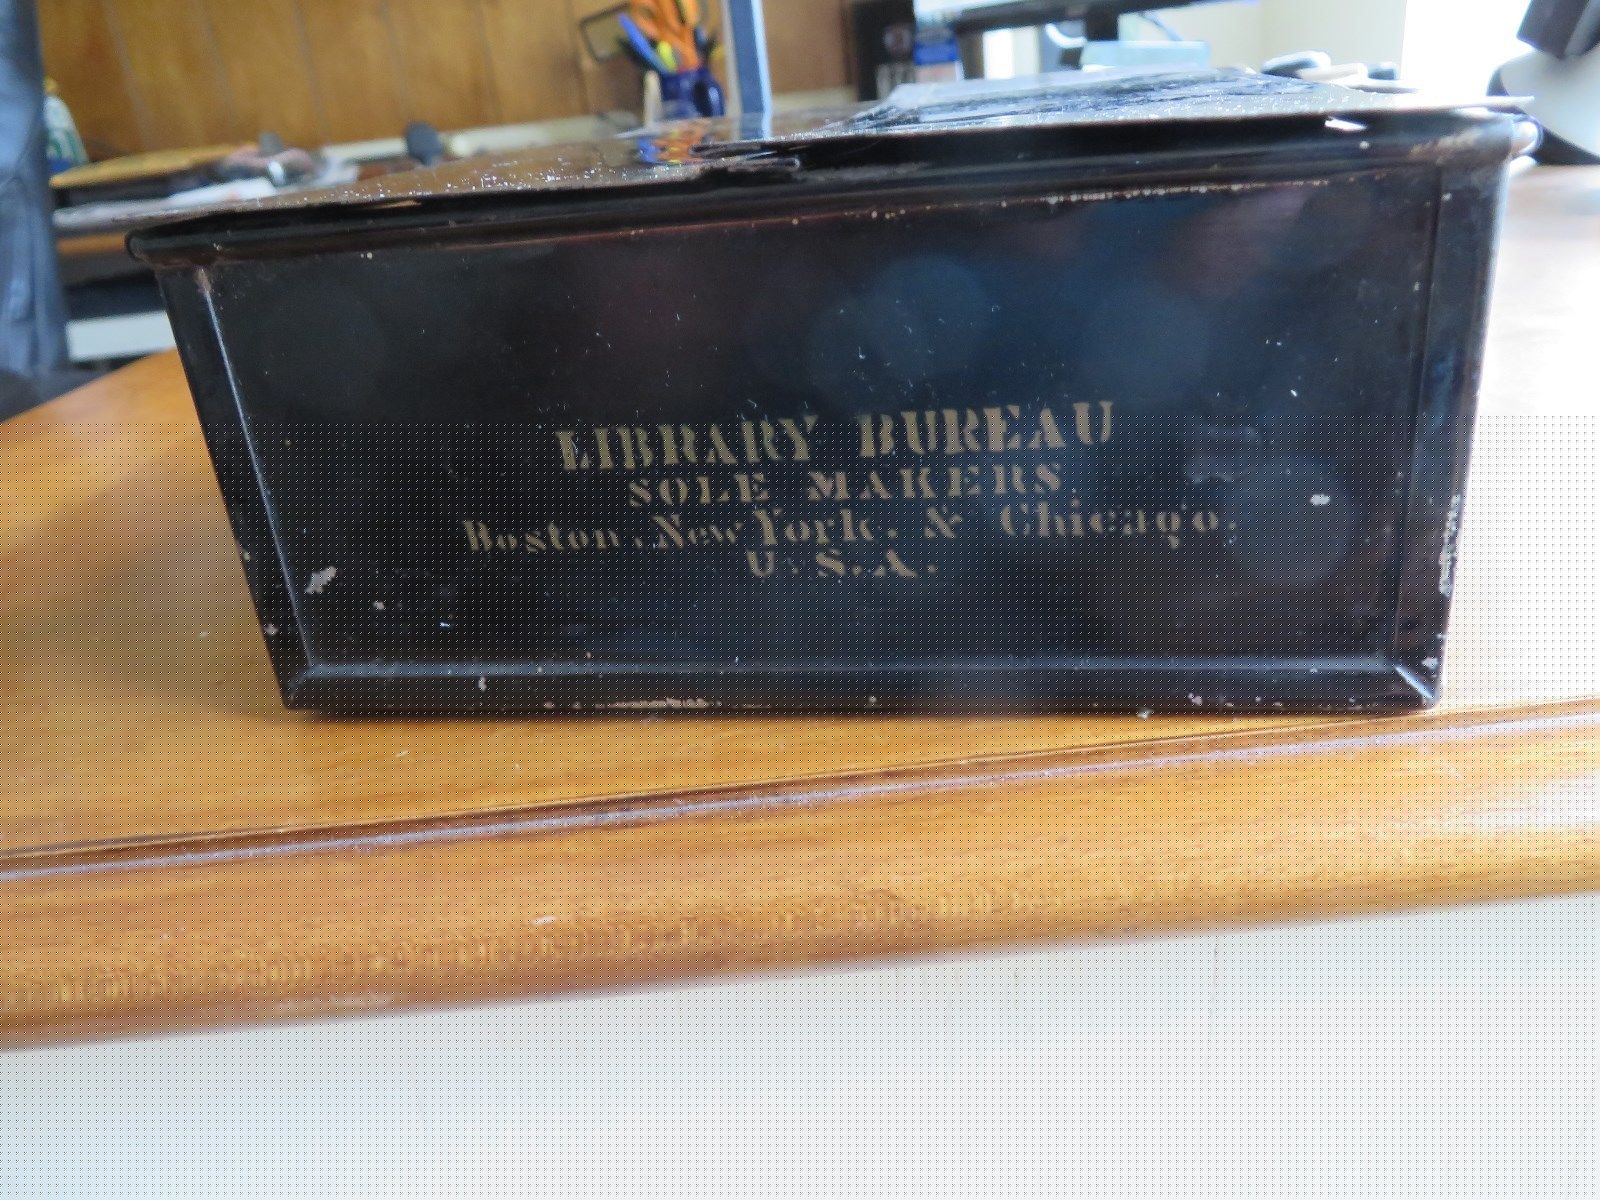 LIBRARY BUREAU
SOLE MAKERS
Boston, New York, & Chicago.
U.S.A.